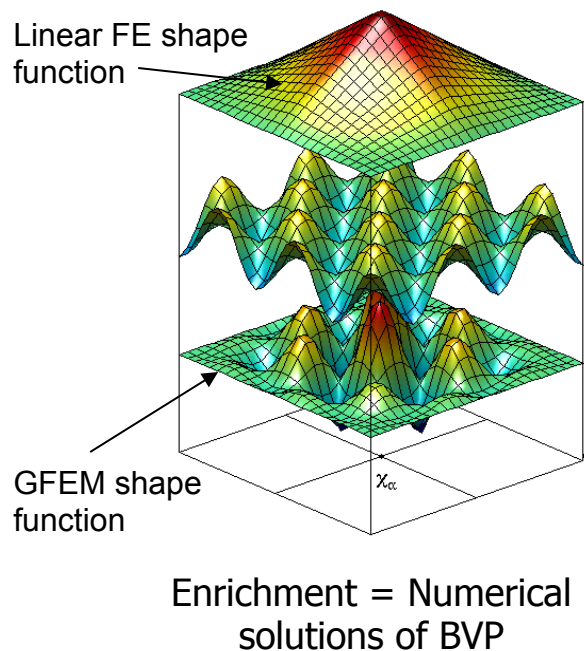 Linear FE shape
function
GFEM shape
function
χα
Enrichment = Numerical
solutions of BVP